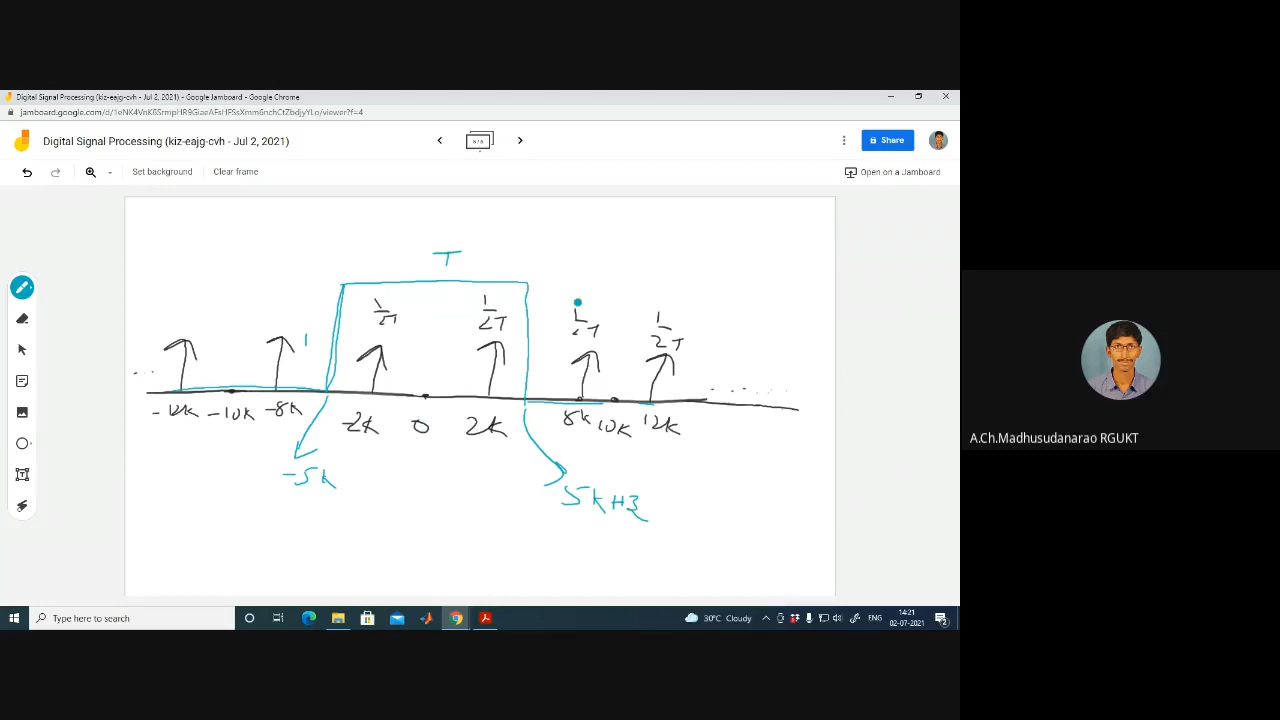 Digital Signal Processing (kiz-eajg-cvh - Jul 2, 2021) - Google Jamboard - Google Chrome
Digital Signal Processing (kiz-eajg-cvh - Jul 2, 2021)
8/8
Share
Set background
Clear frame
Open on a Jamboard
T
1/2T 1/2T 1/2T 1/2T
1
-12K -10K -8K -2K 0 2K 8K 10K 12K
-5K
5KHz
A.Ch.Madhusudanarao RGUKT
Type here to search
30°C Cloudy
ENG
14:21
02-07-2021
2